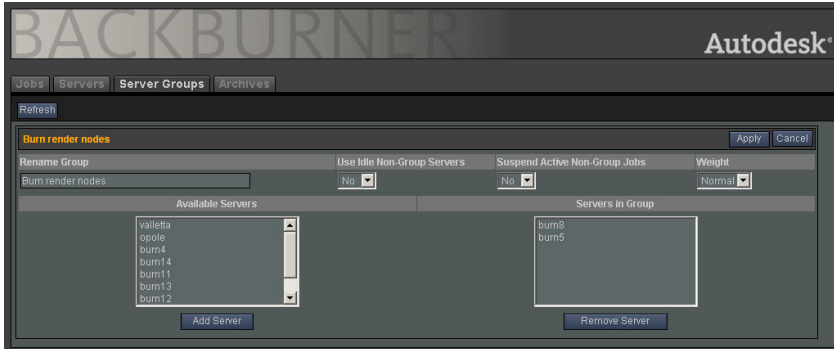 BACKBURNER
Autodesk®
Jobs Servers Server Groups Archives
Refresh
Burn render nodes Apply Cancel
Rename Group Use Idle Non-Group Servers Suspend Active Non-Group Jobs Weight
Burn render nodes No No Normal
Available Servers Servers in Group
valletta burn8
opole burn5
burn4
burn14
burn11
burn13
burn12
Add Server Remove Server